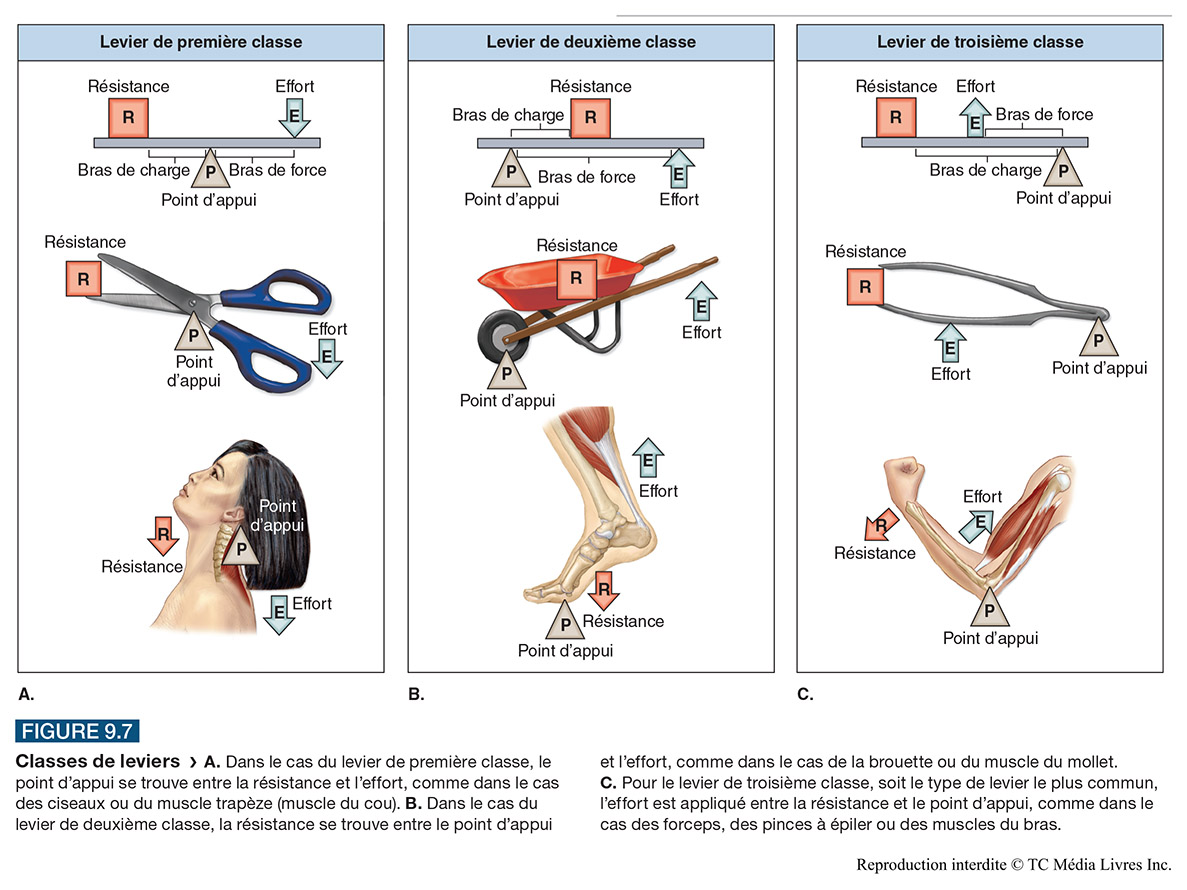 Levier de première classe
Résistance
Effort
R
E
Bras de charge
P
Bras de force
Point d'appui
Résistance
R
Effort
P
E
Point
d'appui
Point
d'appui
R
P
Résistance
E
Effort
A.
Levier de deuxième classe
Résistance
Bras de charge
R
P
Bras de force
E
Point d'appui
Effort
Résistance
R
E
Effort
P
Point d'appui
E
Effort
R
P
Résistance
Point d'appui
B.
Levier de troisième classe
Résistance
Effort
R
E
Bras de force
Bras de charge
P
Point d'appui
Résistance
R
E
P
Effort
Point d'appui
Effort
R
E
Résistance
P
Point d'appui
C.
FIGURE 9.7
Classes de leviers › A. Dans le cas du levier de première classe, le
point d'appui se trouve entre la résistance et l'effort, comme dans le cas
des ciseaux ou du muscle trapèze (muscle du cou). B. Dans le cas du
levier de deuxième classe, la résistance se trouve entre le point d'appui
et l'effort, comme dans le cas de la brouette ou du muscle du mollet.
C. Pour le levier de troisième classe, soit le type de levier le plus commun,
l'effort est appliqué entre la résistance et le point d'appui, comme dans le
cas des forceps, des pinces à épiler ou des muscles du bras.
Reproduction interdite © TC Média Livres Inc.